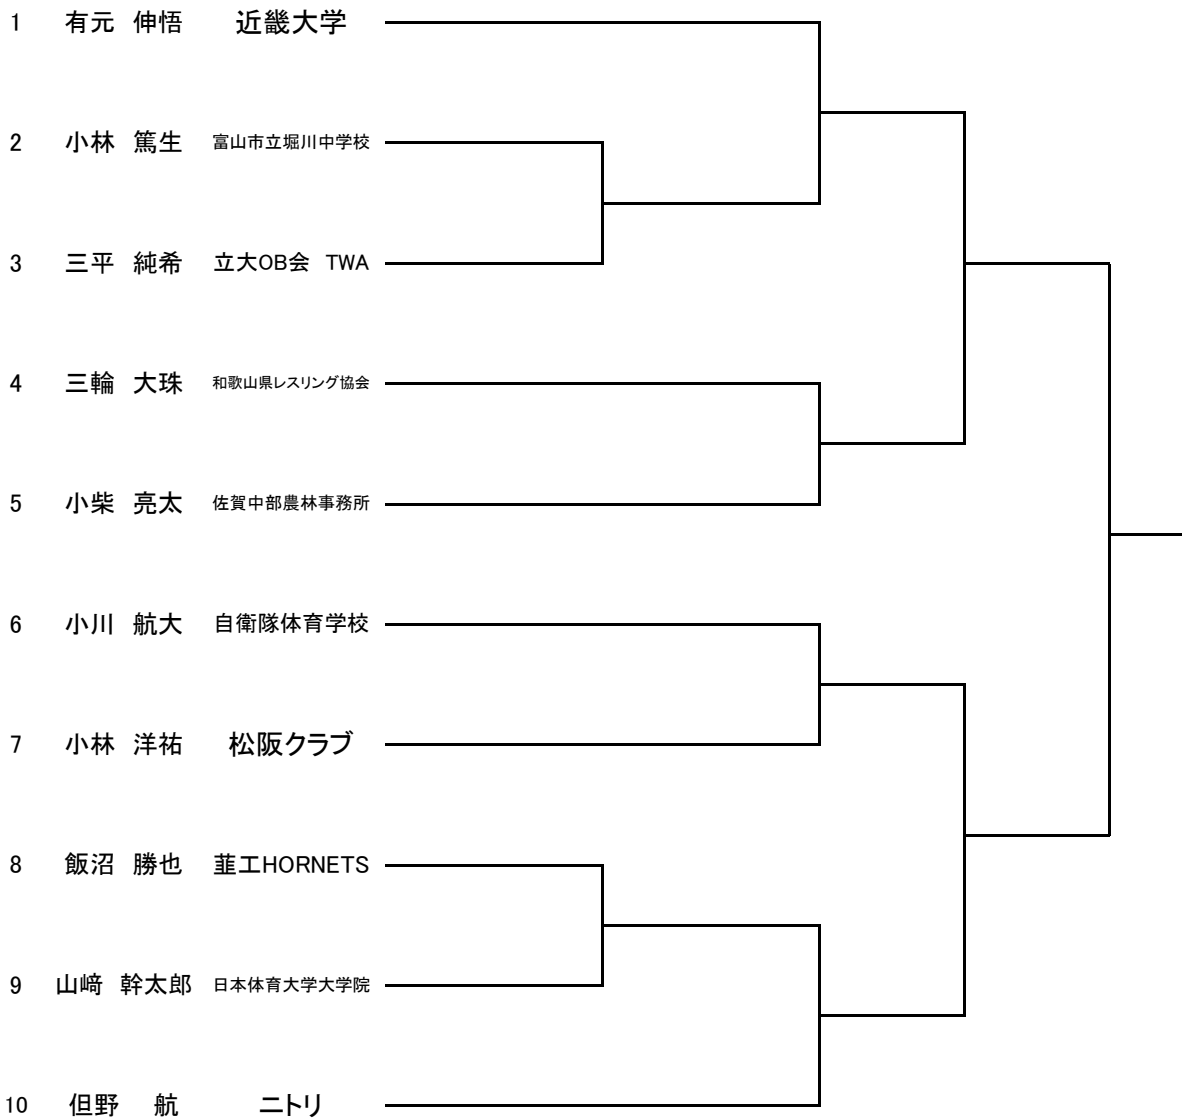 1 有元 伸悟 近畿大学
2 小林 篤生 富山市立堀川中学校
3 三平 純希 立大OB会 TWA
4 三輪 大珠 和歌山県レスリング協会
5 小柴 亮太 佐賀中部農林事務所
6 小川 航大 自衛隊体育学校
7 小林 洋祐 松阪クラブ
8 飯沼 勝也 韮工HORNETS
9 山﨑 幹太郎 日本体育大学大学院
10 但野 航 ニトリ